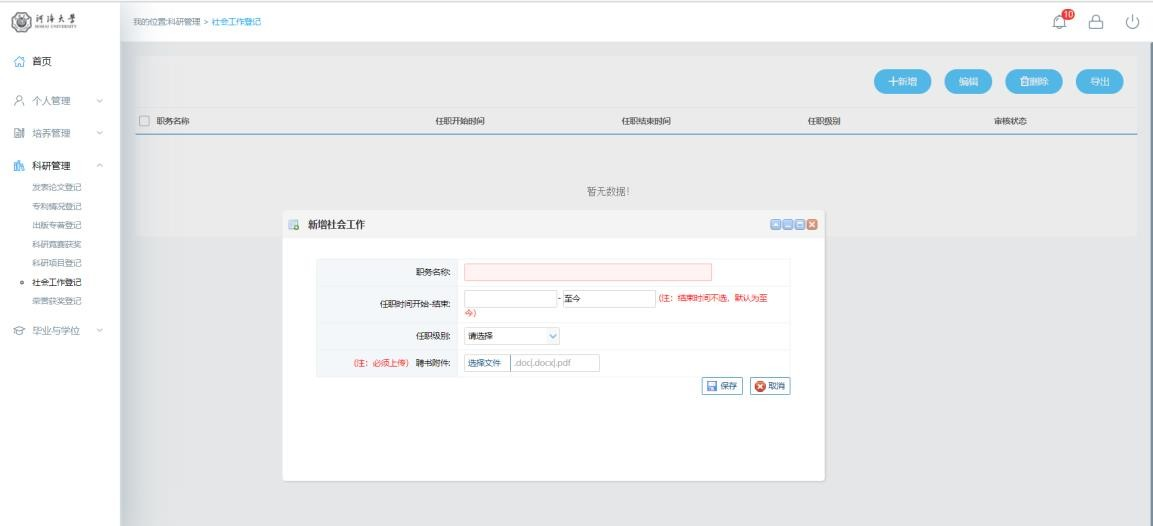 河海大学
HOHAI UNIVERSITY
我的位置:科研管理 > 社会工作登记
10
首页
个人管理
培养管理
科研管理
发表论文登记
专利情况登记
出版专著登记
科研竞赛获奖
科研项目登记
社会工作登记
荣誉获奖登记
毕业与学位
新增
编辑
删除
导出
职务名称
任职开始时间
任职结束时间
任职级别
审核状态
暂无数据!
新增社会工作
职务名称:
任职时间开始-结束:
- 至今
(注: 结束时间不选, 默认为至
今)
任职级别:
请选择
(注: 必须上传) 聘书附件:
选择文件
.doc|.docx|.pdf
保存
取消